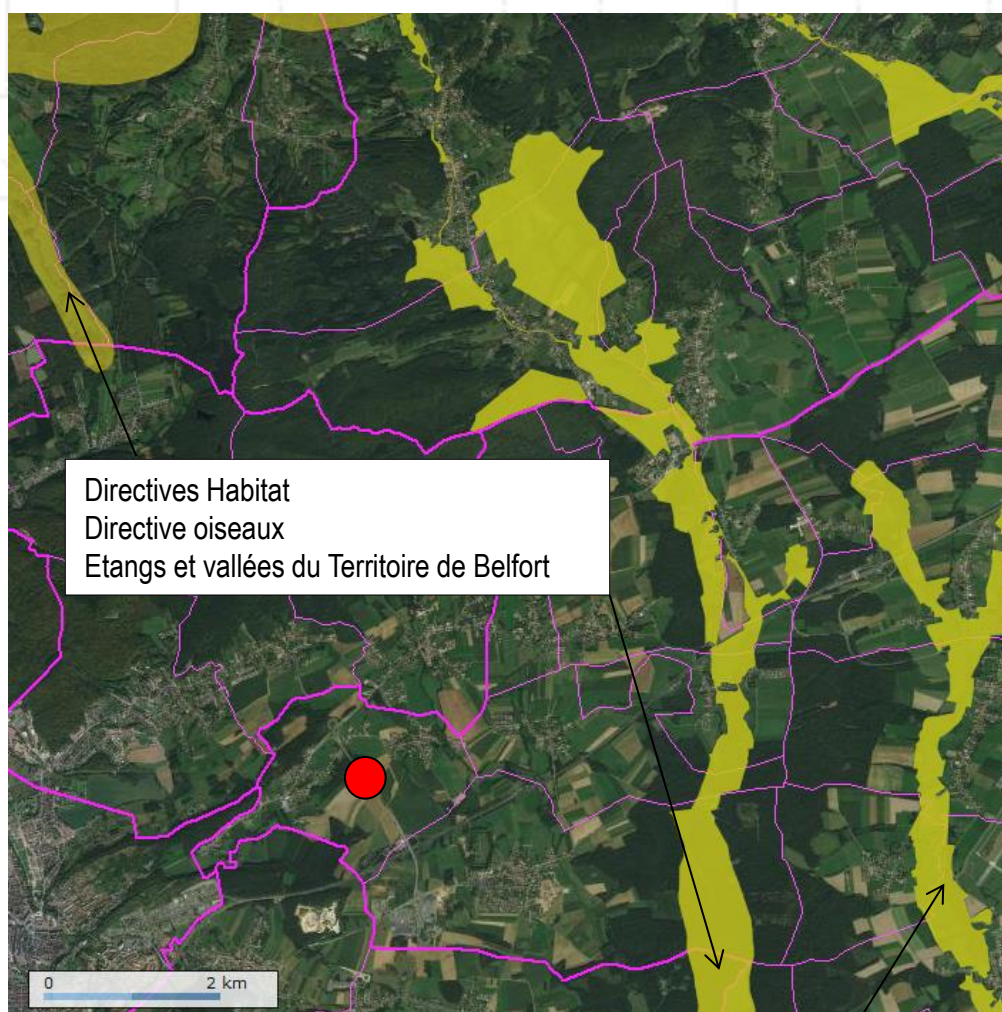 Directives Habitat
Directive oiseaux
Etangs et vallées du Territoire de Belfort
0 2 km